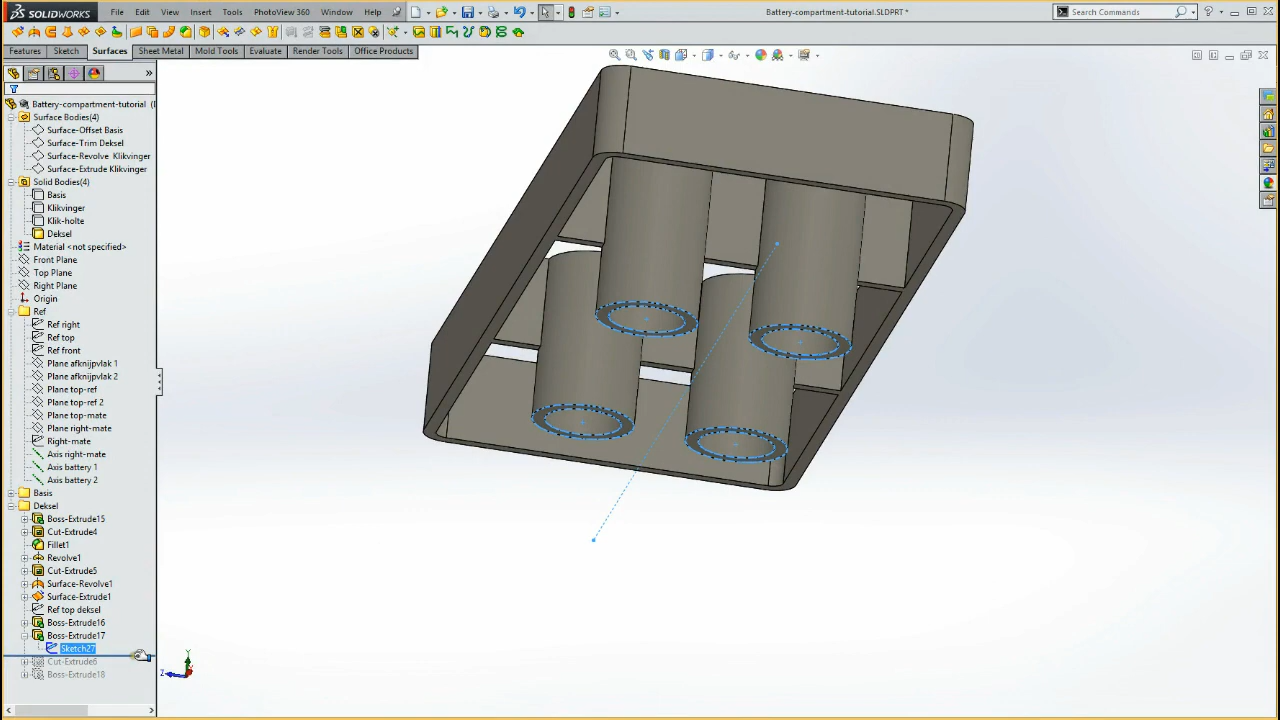 SOLIDWORKS
File
Edit
View
Insert
Tools
PhotoView 360
Window
Help
Battery-compartment-tutorial.SLDPRT *
Search Commands
Features
Sketch
Surfaces
Sheet Metal
Mold Tools
Evaluate
Render Tools
Office Products
Battery-compartment-tutorial (
Surface Bodies(4)
Surface-Offset Basis
Surface-Trim Deksel
Surface-Revolve Klikvinger
Surface-Extrude Klikvinger
Solid Bodies(4)
Basis
Klikvinger
Klik-holte
Deksel
Material <not specified>
Front Plane
Top Plane
Right Plane
Origin
Ref
Ref right
Ref top
Ref front
Plane afknijpvlak 1
Plane afknijpvlak 2
Plane top-ref
Plane top-ref 2
Plane top-mate
Plane right-mate
Right-mate
Axis right-mate
Axis battery 1
Axis battery 2
Basis
Deksel
Boss-Extrude15
Cut-Extrude4
Fillet1
Revolve1
Cut-Extrude5
Surface-Revolve1
Surface-Extrude1
Ref top deksel
Boss-Extrude16
Boss-Extrude17
Sketch27
Cut-Extrude6
Boss-Extrude18
Y
Z